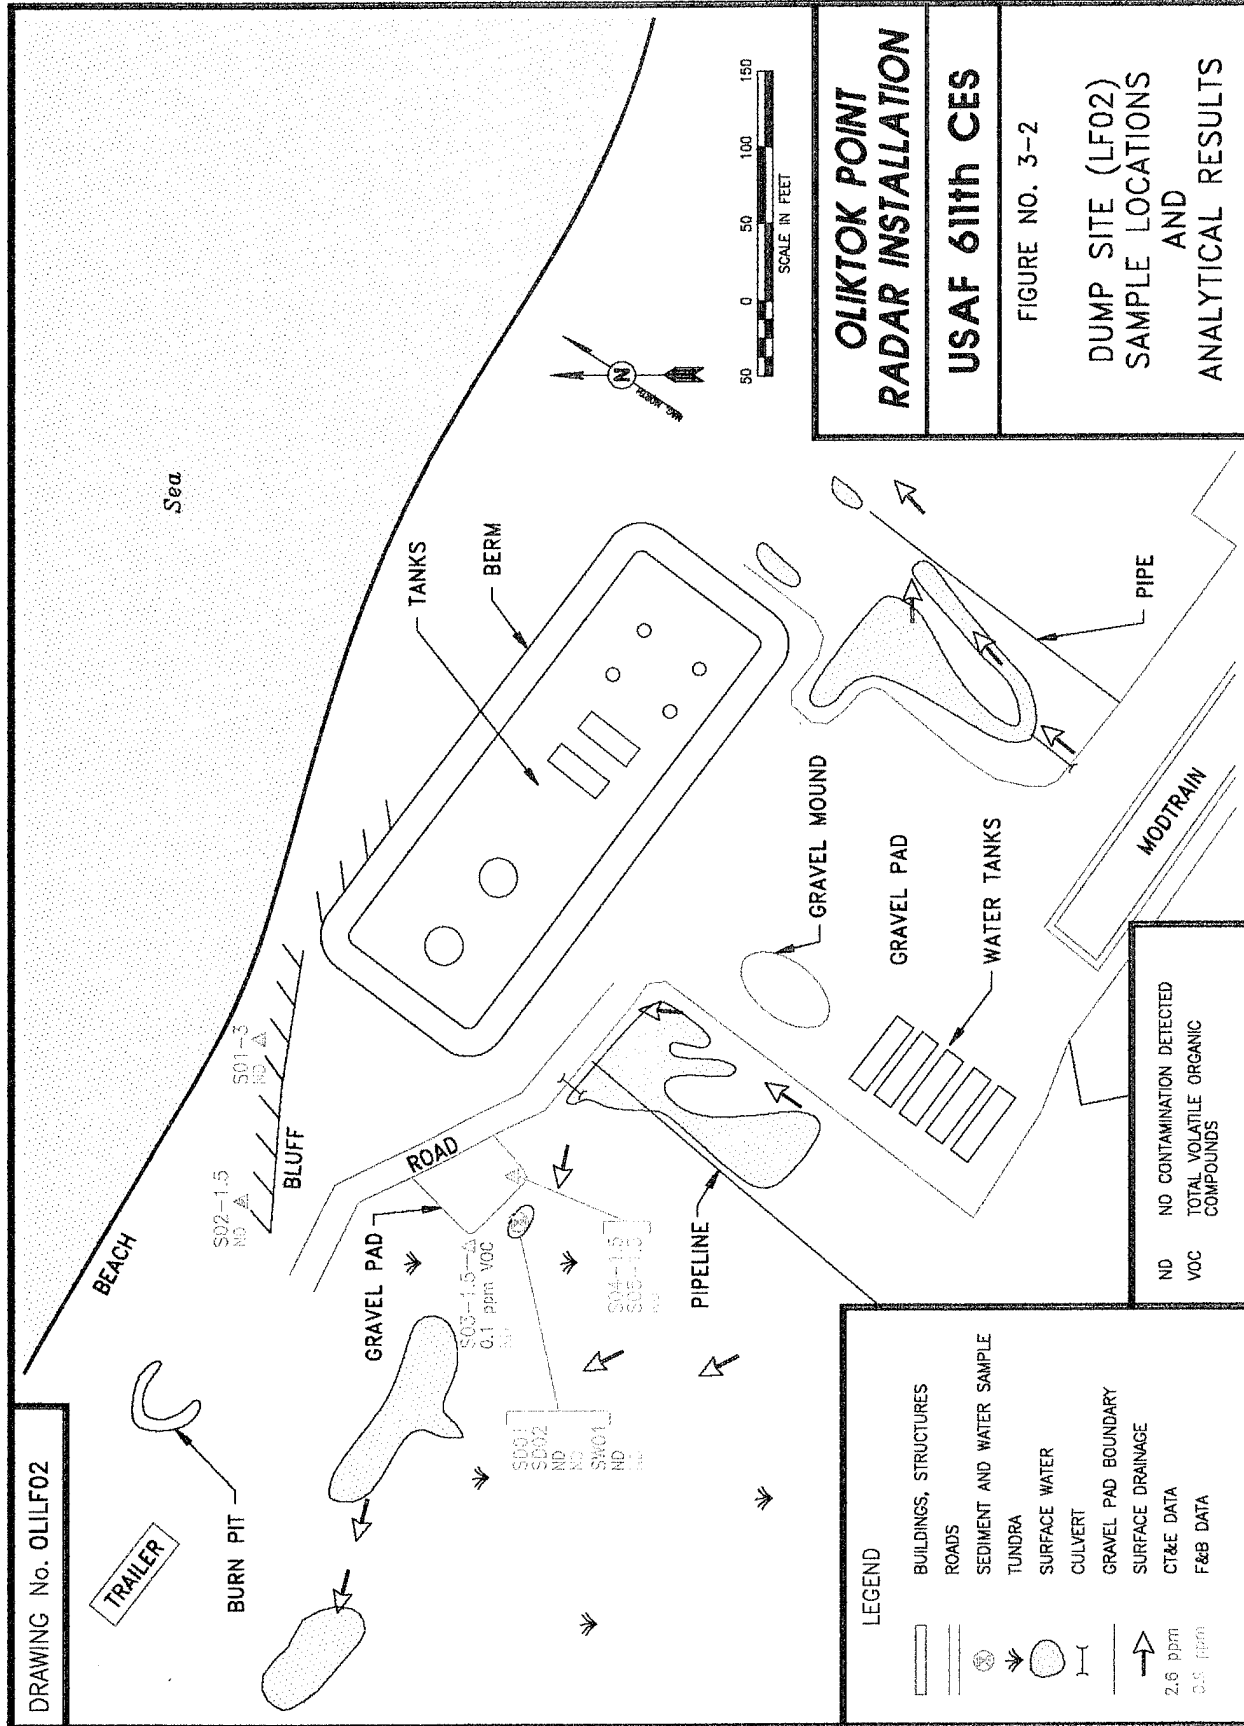 DRAWING No. OLILF02
TRAILER
BURN PIT
BEACH
Sea
S02-1.5
ND
S01-3
ND
BLUFF
ROAD
GRAVEL PAD
TANKS
BERM
S03-1.5
0.1 ppm VOC
SD01
SD02
ND
ND
SW01
ND
S04-1.5
S05-1.5
PIPELINE
GRAVEL MOUND
GRAVEL PAD
WATER TANKS
MODTRAIN
PIPE
N
50 0 50 100 150
SCALE IN FEET
LEGEND
BUILDINGS, STRUCTURES
ROADS
SEDIMENT AND WATER SAMPLE
TUNDRA
SURFACE WATER
CULVERT
GRAVEL PAD BOUNDARY
SURFACE DRAINAGE
2.6 ppm CT&E DATA
F&B DATA
ND NO CONTAMINATION DETECTED
VOC TOTAL VOLATILE ORGANIC
COMPOUNDS
OLIKTOK POINT
RADAR INSTALLATION
USAF 611th CES
FIGURE NO. 3-2
DUMP SITE (LF02)
SAMPLE LOCATIONS
AND
ANALYTICAL RESULTS